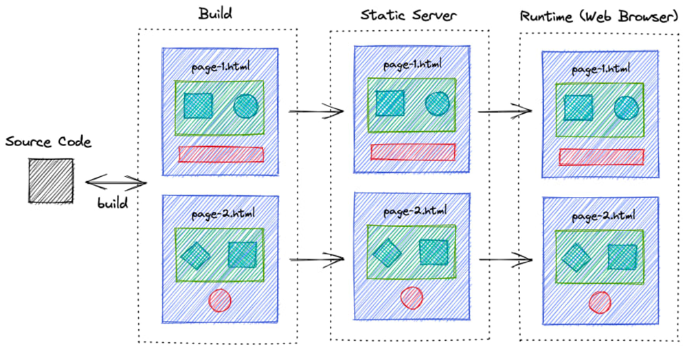 Build
Static Server
Runtime (Web Browser)
page-1.html
page-1.html
page-1.html
Source Code
build
page-2.html
page-2.html
page-2.html